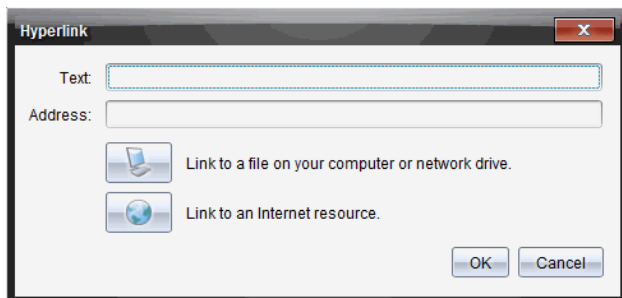 Hyperlink
Text:
Address:
Link to a file on your computer or network drive.
Link to an Internet resource.
OK Cancel